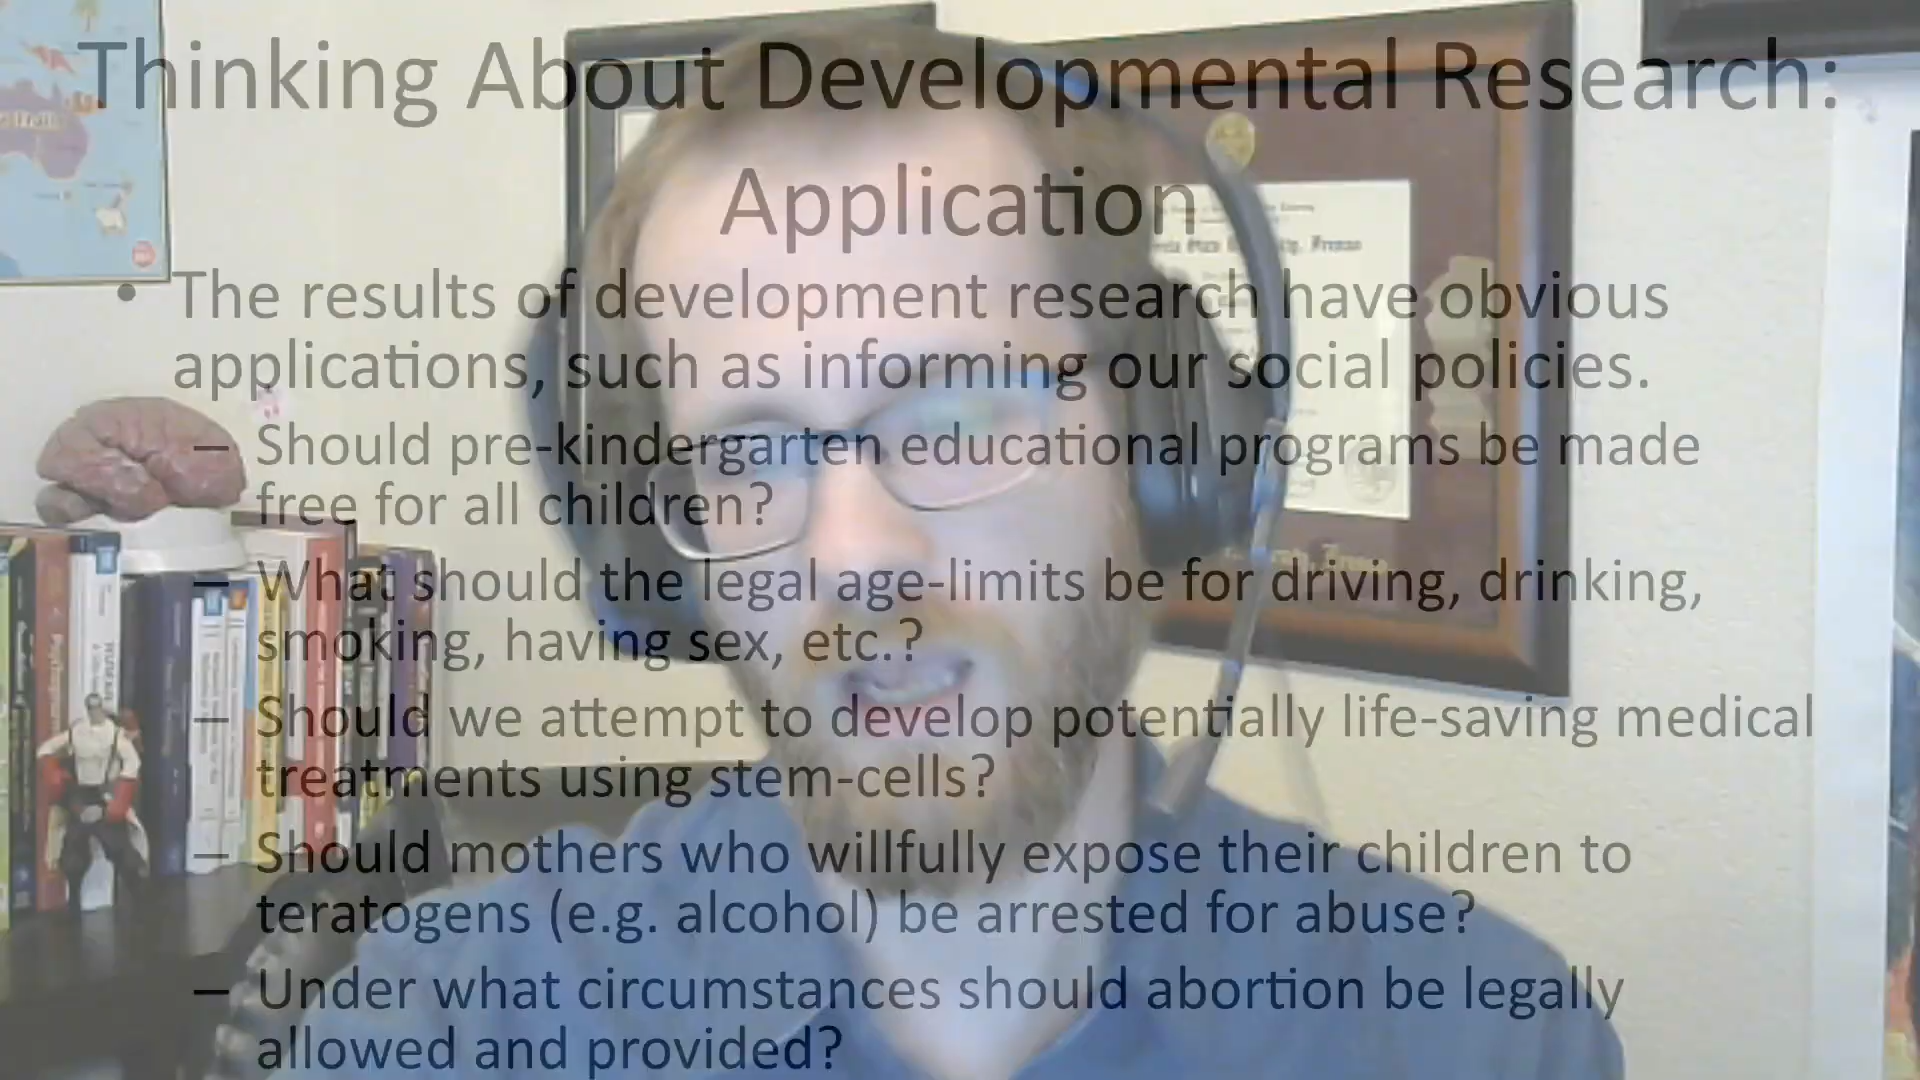 Thinking About Developmental Research:
Application
• The results of development research have obvious
applications, such as informing our social policies.
– Should pre-kindergarten educational programs be made
free for all children?
– What should the legal age-limits be for driving, drinking,
smoking, having sex, etc.?
– Should we attempt to develop potentially life-saving medical
treatments using stem-cells?
– Should mothers who willfully expose their children to
teratogens (e.g. alcohol) be arrested for abuse?
– Under what circumstances should abortion be legally
allowed and provided?